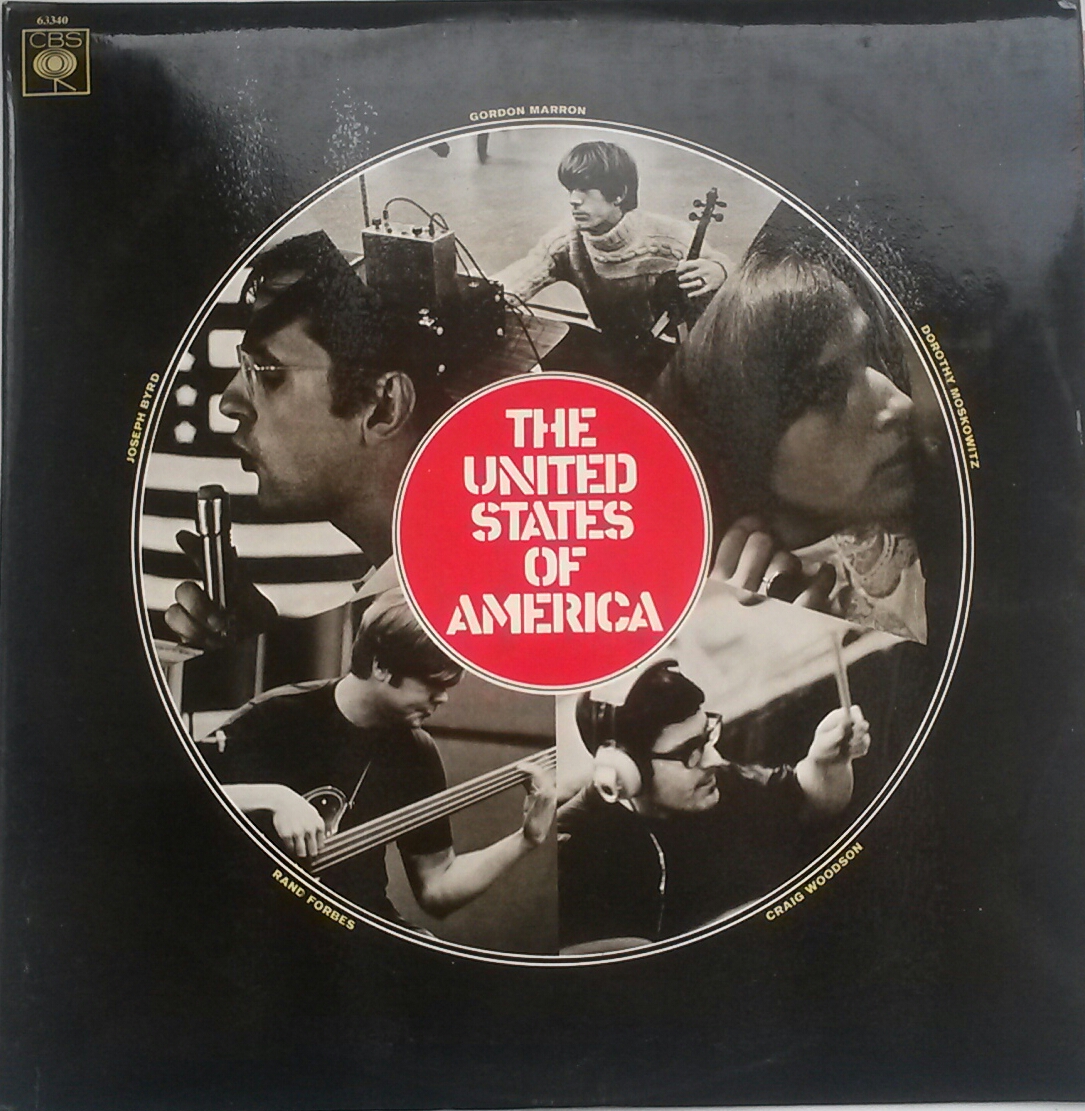 63340
CBS
GORDON MARRON
DOROTHY MOSKOWITZ
JOSEPH BYRD
THE
UNITED
STATES
OF
AMERICA
RAND FORBES
CRAIG WOODSON